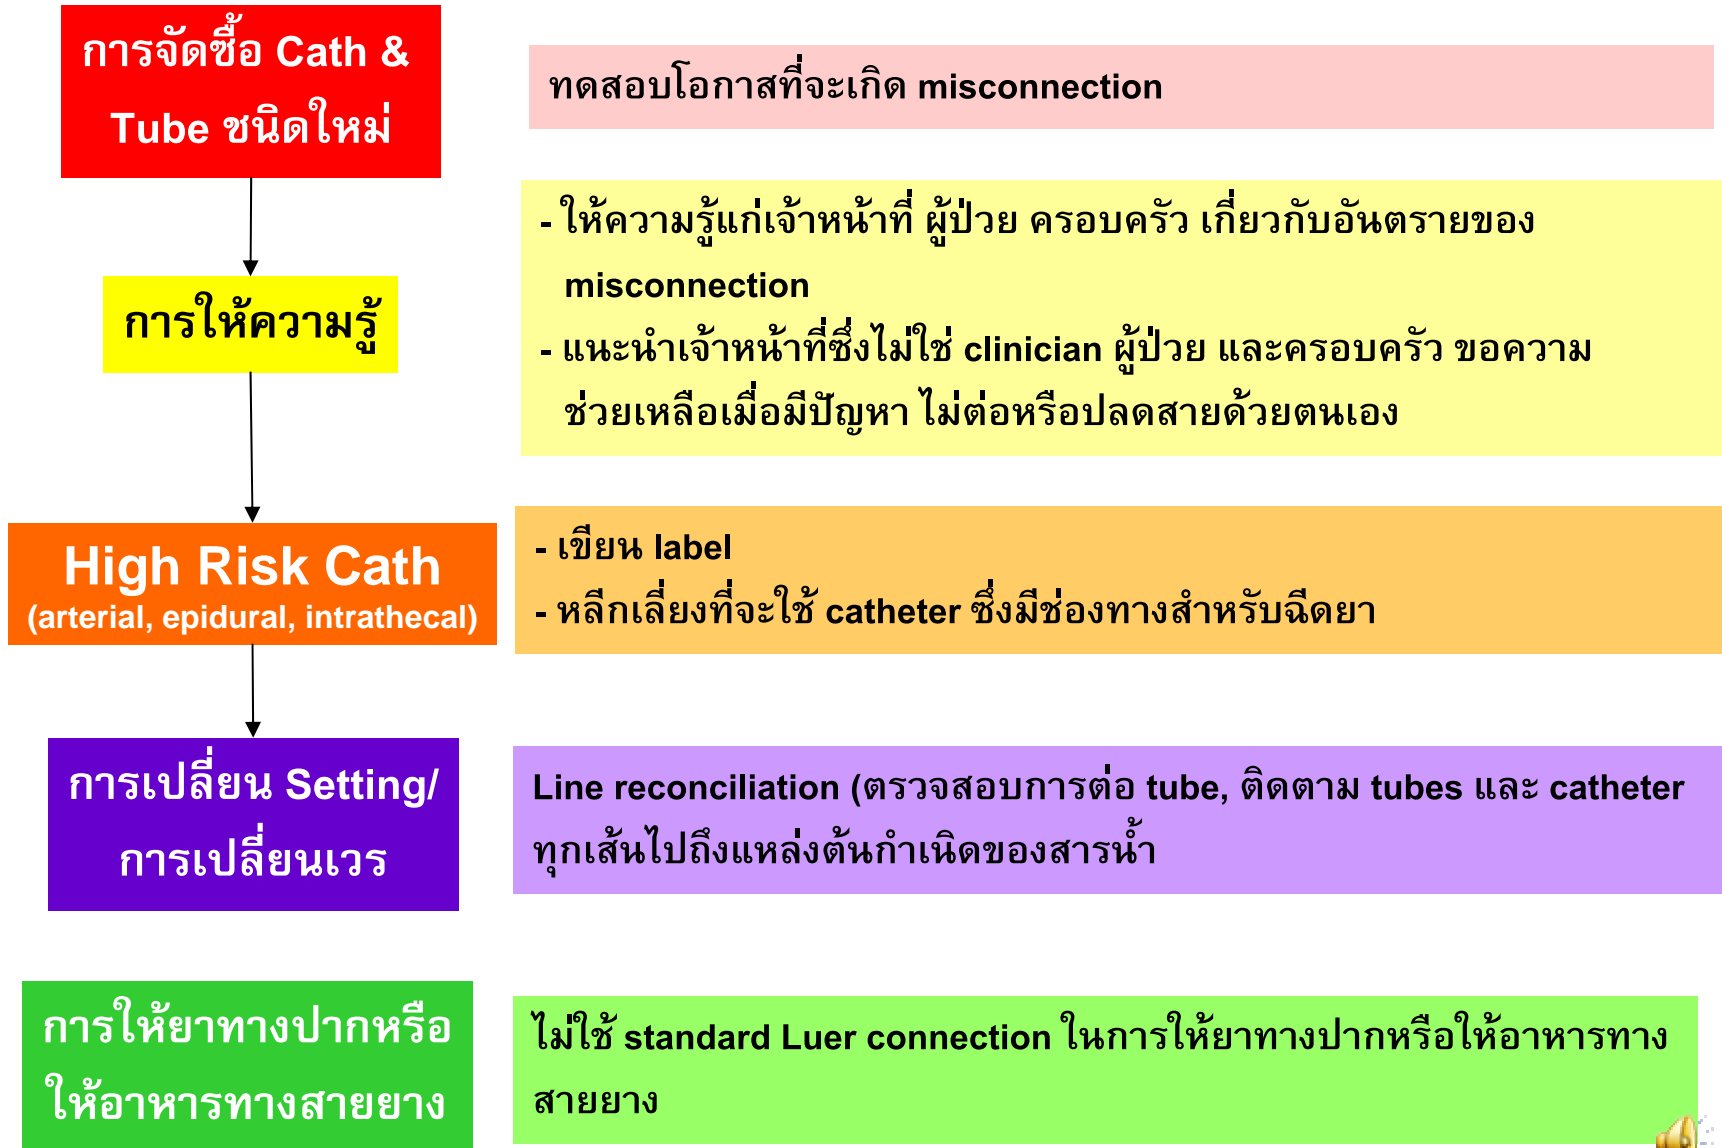 การจัดซื้อ Cath &
Tube ชนิดใหม่
ทดสอบโอกาสที่จะเกิด misconnection
การให้ความรู้
- ให้ความรู้แก่เจ้าหน้าที่ ผู้ป่วย ครอบครัว เกี่ยวกับอันตรายของ
misconnection
- แนะนำเจ้าหน้าที่ซึ่งไม่ใช่ clinician ผู้ป่วย และครอบครัว ขอความ
ช่วยเหลือเมื่อมีปัญหา ไม่ต่อหรือปลดสายด้วยตนเอง
High Risk Cath
(arterial, epidural, intrathecal)
- เขียน label
- หลีกเลี่ยงที่จะใช้ catheter ซึ่งมีช่องทางสำหรับฉีดยา
การเปลี่ยน Setting/
การเปลี่ยนเวร
Line reconciliation (ตรวจสอบการต่อ tube, ติดตาม tubes และ catheter
ทุกเส้นไปถึงแหล่งต้นกำเนิดของสารน้ำ
การให้ยาทางปากหรือ
ให้อาหารทางสายยาง
ไม่ใช้ standard Luer connection ในการให้ยาทางปากหรือให้อาหารทาง
สายยาง